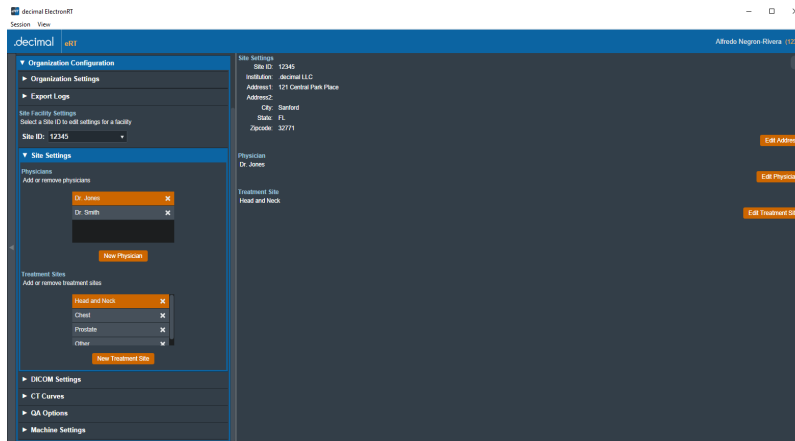 decimal ElectronRT
Session View
.decimal eRT
Alfredo Negron-Rivera (123
▼ Organization Configuration
► Organization Settings
► Export Logs
Site Facility Settings
Select a Site ID to edit settings for a facility
Site ID: 12345
▼ Site Settings
Physicians
Add or remove physicians
Dr. Jones
Dr. Smith
New Physician
Treatment Sites
Add or remove treatment sites
Head and Neck
Chest
Prostate
Other
New Treatment Site
► DICOM Settings
► CT Curves
► QA Options
► Machine Settings
Site Settings
Site ID: 12345
Institution: .decimal LLC
Address1: 121 Central Park Place
Address2:
City: Sanford
State: FL
Zipcode: 32771
Edit Addres
Physician
Dr. Jones
Edit Physicia
Treatment Site
Head and Neck
Edit Treatment Sit